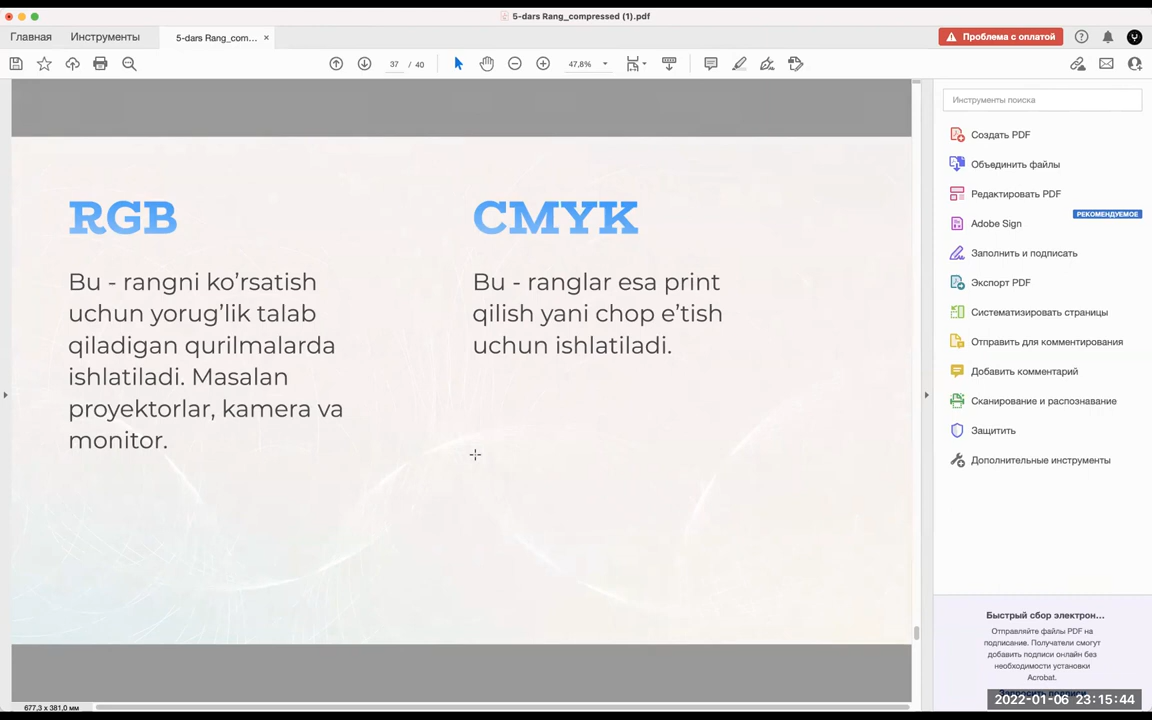 5-dars Rang_compressed (1).pdf
Главная Инструменты 5-dars Rang_com... × Проблема с оплатой
37 / 40 47,8%
Инструменты поиска
Создать PDF
Объединить файлы
Редактировать PDF
РЕКОМЕНДУЕМОЕ
Adobe Sign
Заполнить и подписать
Экспорт PDF
Систематизировать страницы
Отправить для комментирования
Добавить комментарий
Сканирование и распознавание
Защитить
Дополнительные инструменты
RGB
Bu - rangni ko’rsatish
uchun yorug’lik talab
qiladigan qurilmalarda
ishlatiladi. Masalan
proyektorlar, kamera va
monitor.
CMYK
Bu - ranglar esa print
qilish yani chop e’tish
uchun ishlatiladi.
Быстрый сбор электрон...
Отправляйте файлы PDF на
подписание. Получатели смогут
добавить подписи онлайн без
необходимости установки
Acrobat.
Запросить подписи
2022-01-06 23:15:44
677,3 x 381,0 мм